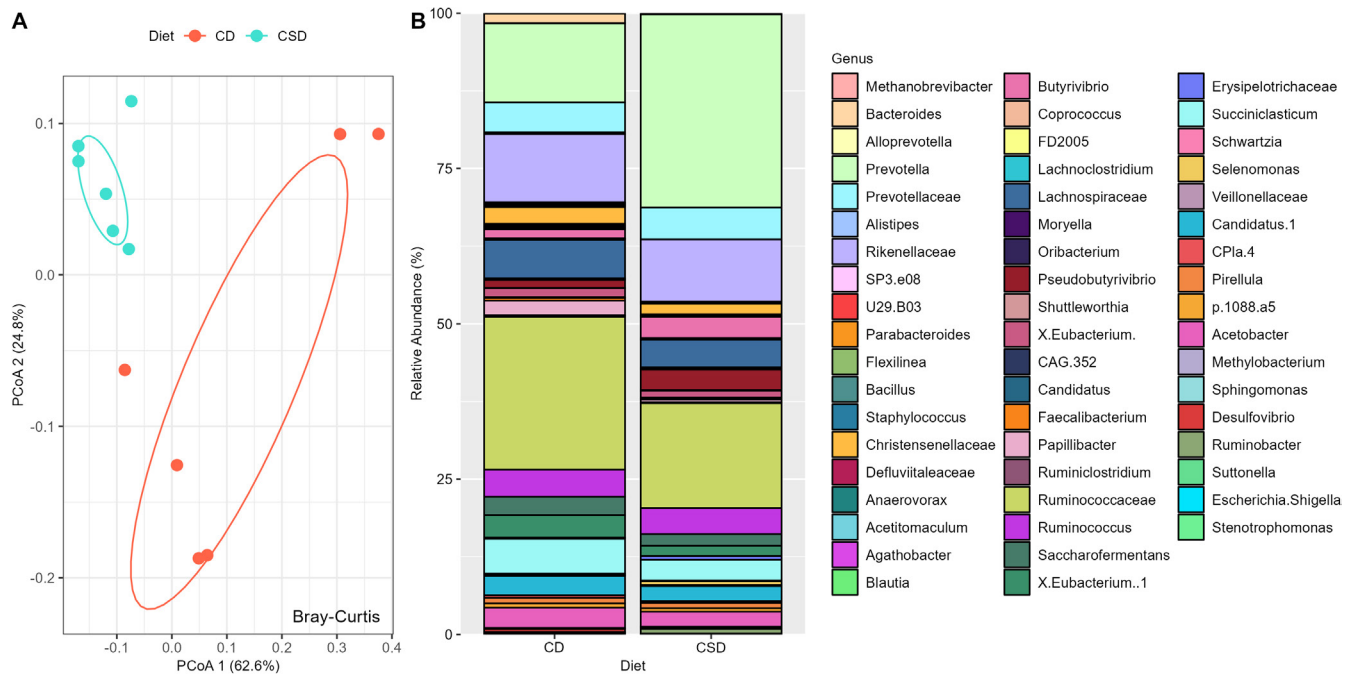 A
Diet CD CSD
0.1
0.0
-0.1
-0.2
PCoA 2 (24.8%)
Bray-Curtis
-0.1 0.0 0.1 0.2 0.3 0.4
PCoA 1 (62.6%)
B
100
75
50
25
0
Relative Abundance (%)
CD CSD
Diet
Genus
Methanobrevibacter
Bacteroides
Alloprevotella
Prevotella
Prevotellaceae
Alistipes
Rikenellaceae
SP3.e08
U29.B03
Parabacteroides
Flexilinea
Bacillus
Staphylococcus
Christensenellaceae
Defluviitaleaceae
Anaerovorax
Acetitomaculum
Agathobacter
Blautia
Butyrivibrio
Coprococcus
FD2005
Lachnoclostridium
Lachnospiraceae
Moryella
Oribacterium
Pseudobutyrivibrio
Shuttleworthia
X.Eubacterium.
CAG.352
Candidatus
Faecalibacterium
Papillibacter
Ruminiclostridium
Ruminococcaceae
Ruminococcus
Saccharofermentans
X.Eubacterium..1
Erysipelotrichaceae
Succiniclasticum
Schwartzia
Selenomonas
Veillonellaceae
Candidatus.1
CPla.4
Pirellula
p.1088.a5
Acetobacter
Methylobacterium
Sphingomonas
Desulfovibrio
Ruminobacter
Suttonella
Escherichia.Shigella
Stenotrophomonas